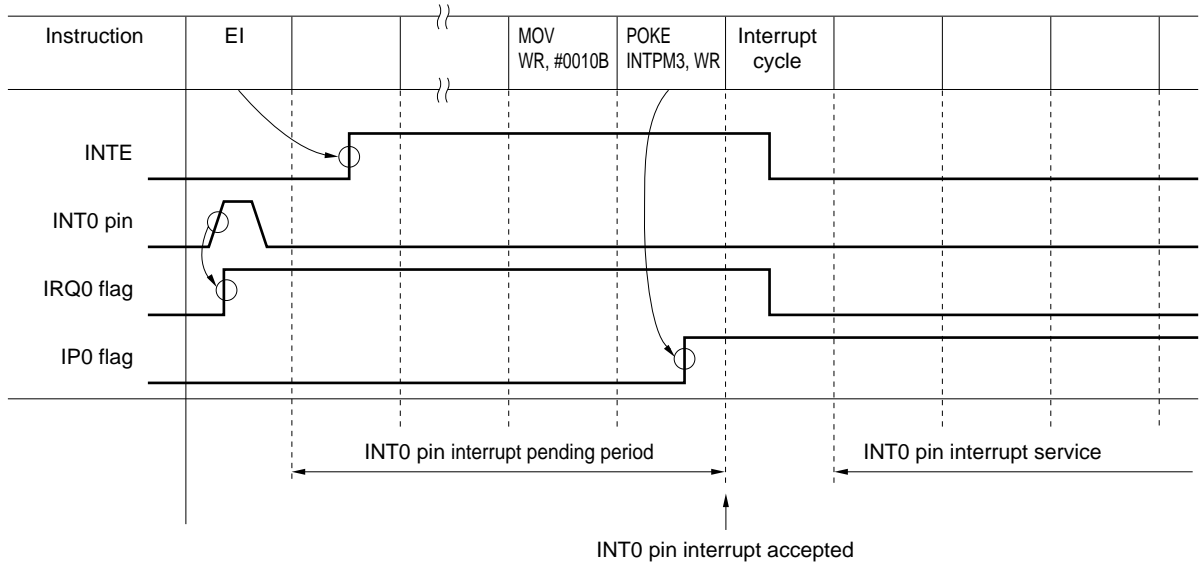 Instruction
EI
MOV
WR, #0010B
POKE
INTPM3, WR
Interrupt
cycle
INTE
INT0 pin
IRQ0 flag
IP0 flag
INT0 pin interrupt pending period
INT0 pin interrupt service
INT0 pin interrupt accepted